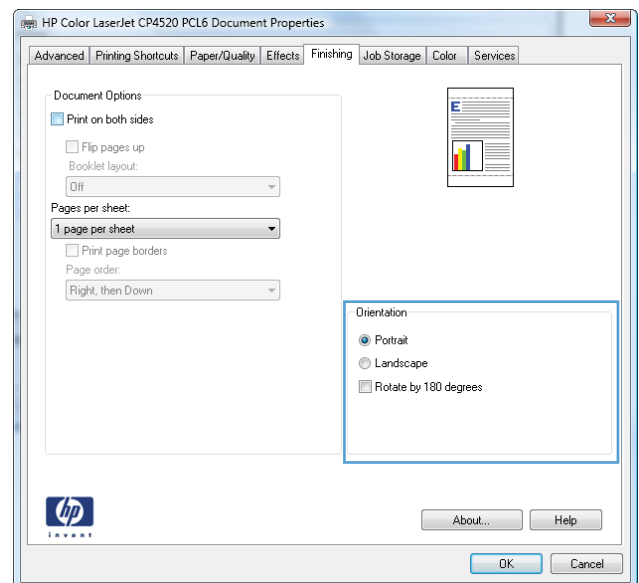 HP Color LaserJet CP4520 PCL6 Document Properties
Advanced
Printing Shortcuts
Paper/Quality
Effects
Finishing
Job Storage
Color
Services
Document Options
Print on both sides
Flip pages up
Booklet layout:
Off
Pages per sheet:
1 page per sheet
Print page borders
Page order:
Right, then Down
E
Orientation
Portrait
Landscape
Rotate by 180 degrees
hp
invent
About...
Help
OK
Cancel